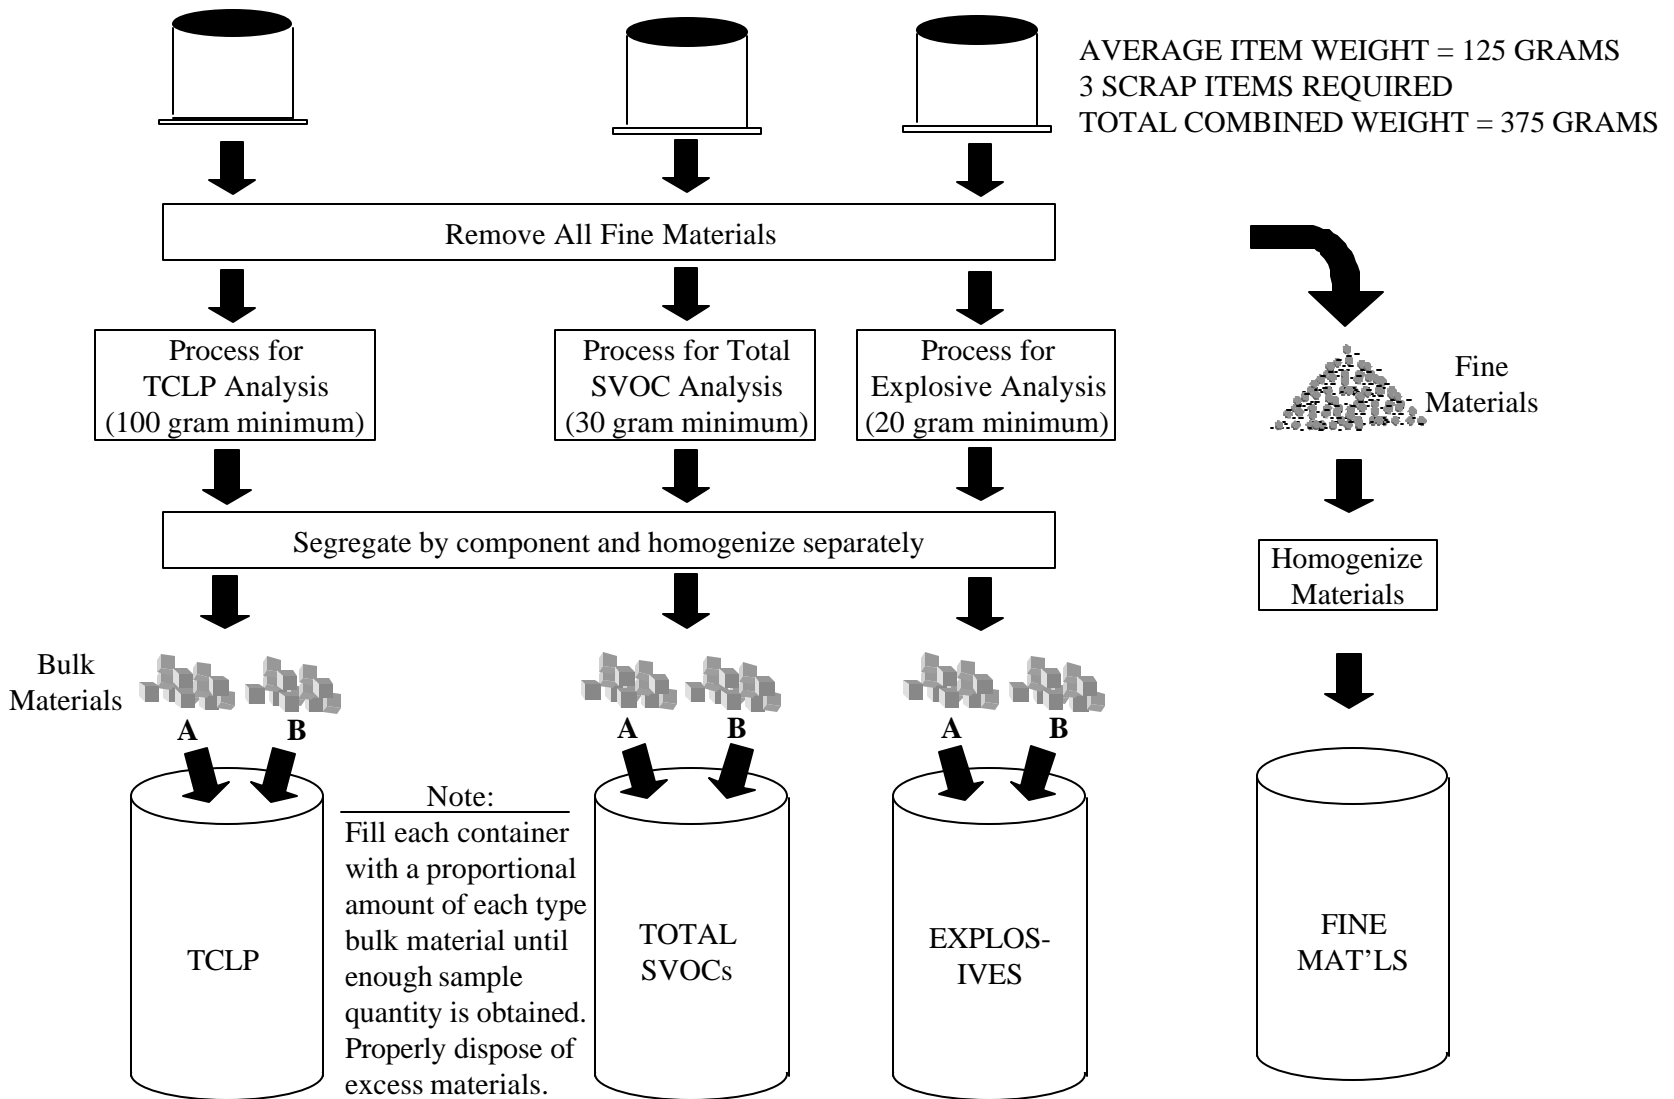 AVERAGE ITEM WEIGHT = 125 GRAMS
3 SCRAP ITEMS REQUIRED
TOTAL COMBINED WEIGHT = 375 GRAMS
Remove All Fine Materials
Process for
TCLP Analysis
(100 gram minimum)
Process for Total
SVOC Analysis
(30 gram minimum)
Process for
Explosive Analysis
(20 gram minimum)
Fine
Materials
Segregate by component and homogenize separately
Homogenize
Materials
Bulk
Materials
A
B
A
B
A
B
Note:
Fill each container
with a proportional
amount of each type
bulk material until
enough sample
quantity is obtained.
Properly dispose of
excess materials.
TCLP
TOTAL
SVOCs
EXPLOS-
IVES
FINE
MAT’LS